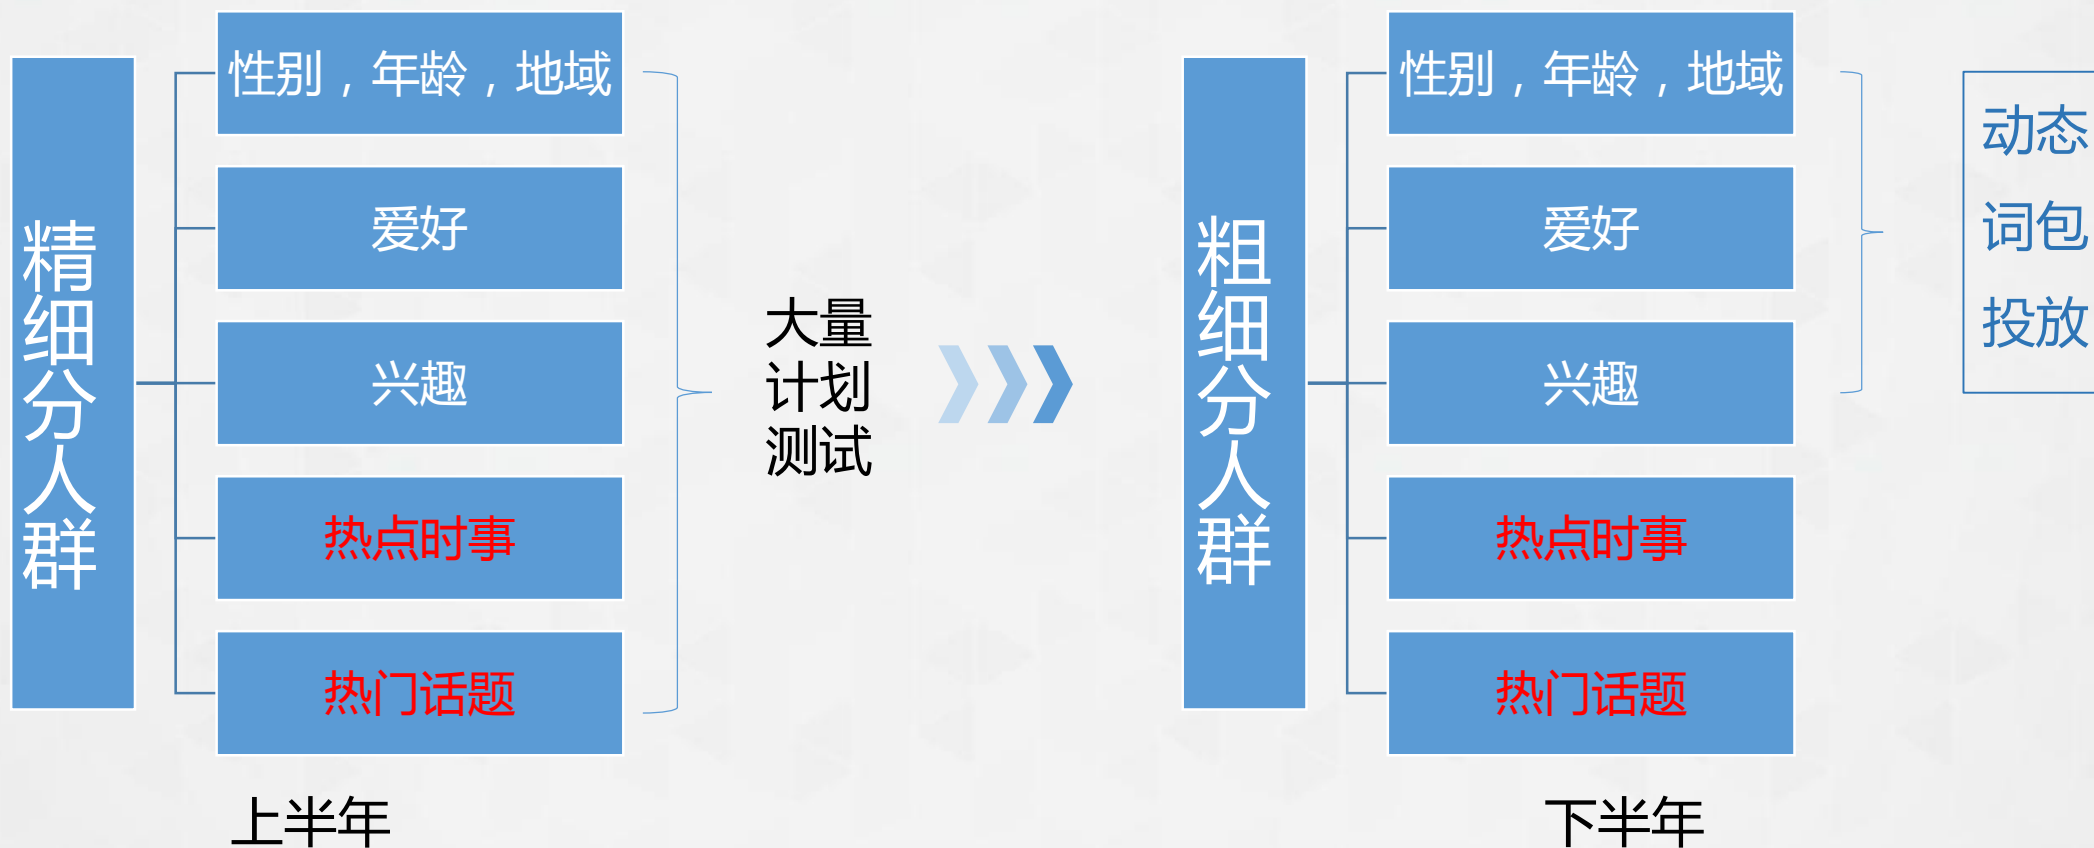 精细分人群
性别，年龄，地域
爱好
兴趣
热点时事
热门话题
大量
计划
测试
上半年
粗细分人群
性别，年龄，地域
爱好
兴趣
热点时事
热门话题
动态
词包
投放
下半年